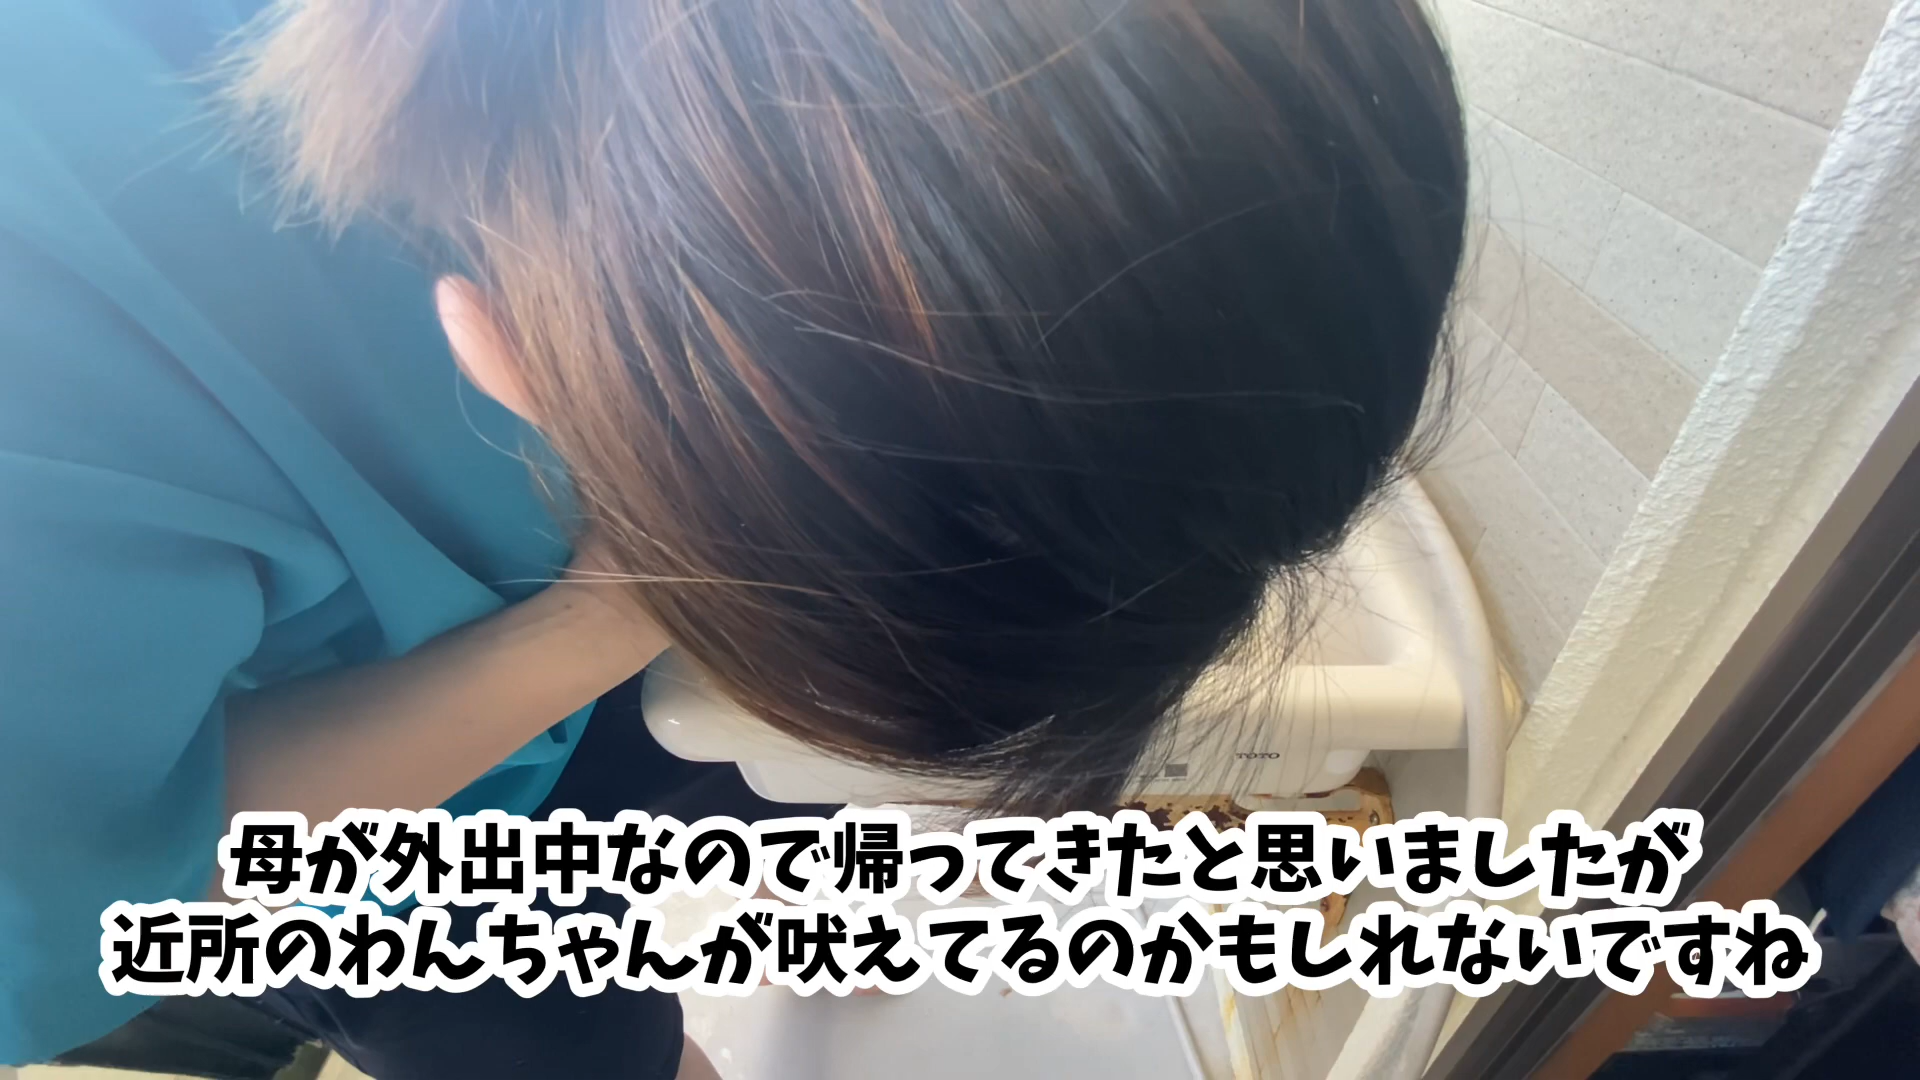 TOTO
母が外出中なので帰ってきたと思いましたが
近所のわんちゃんが吠えてるのかもしれないですね